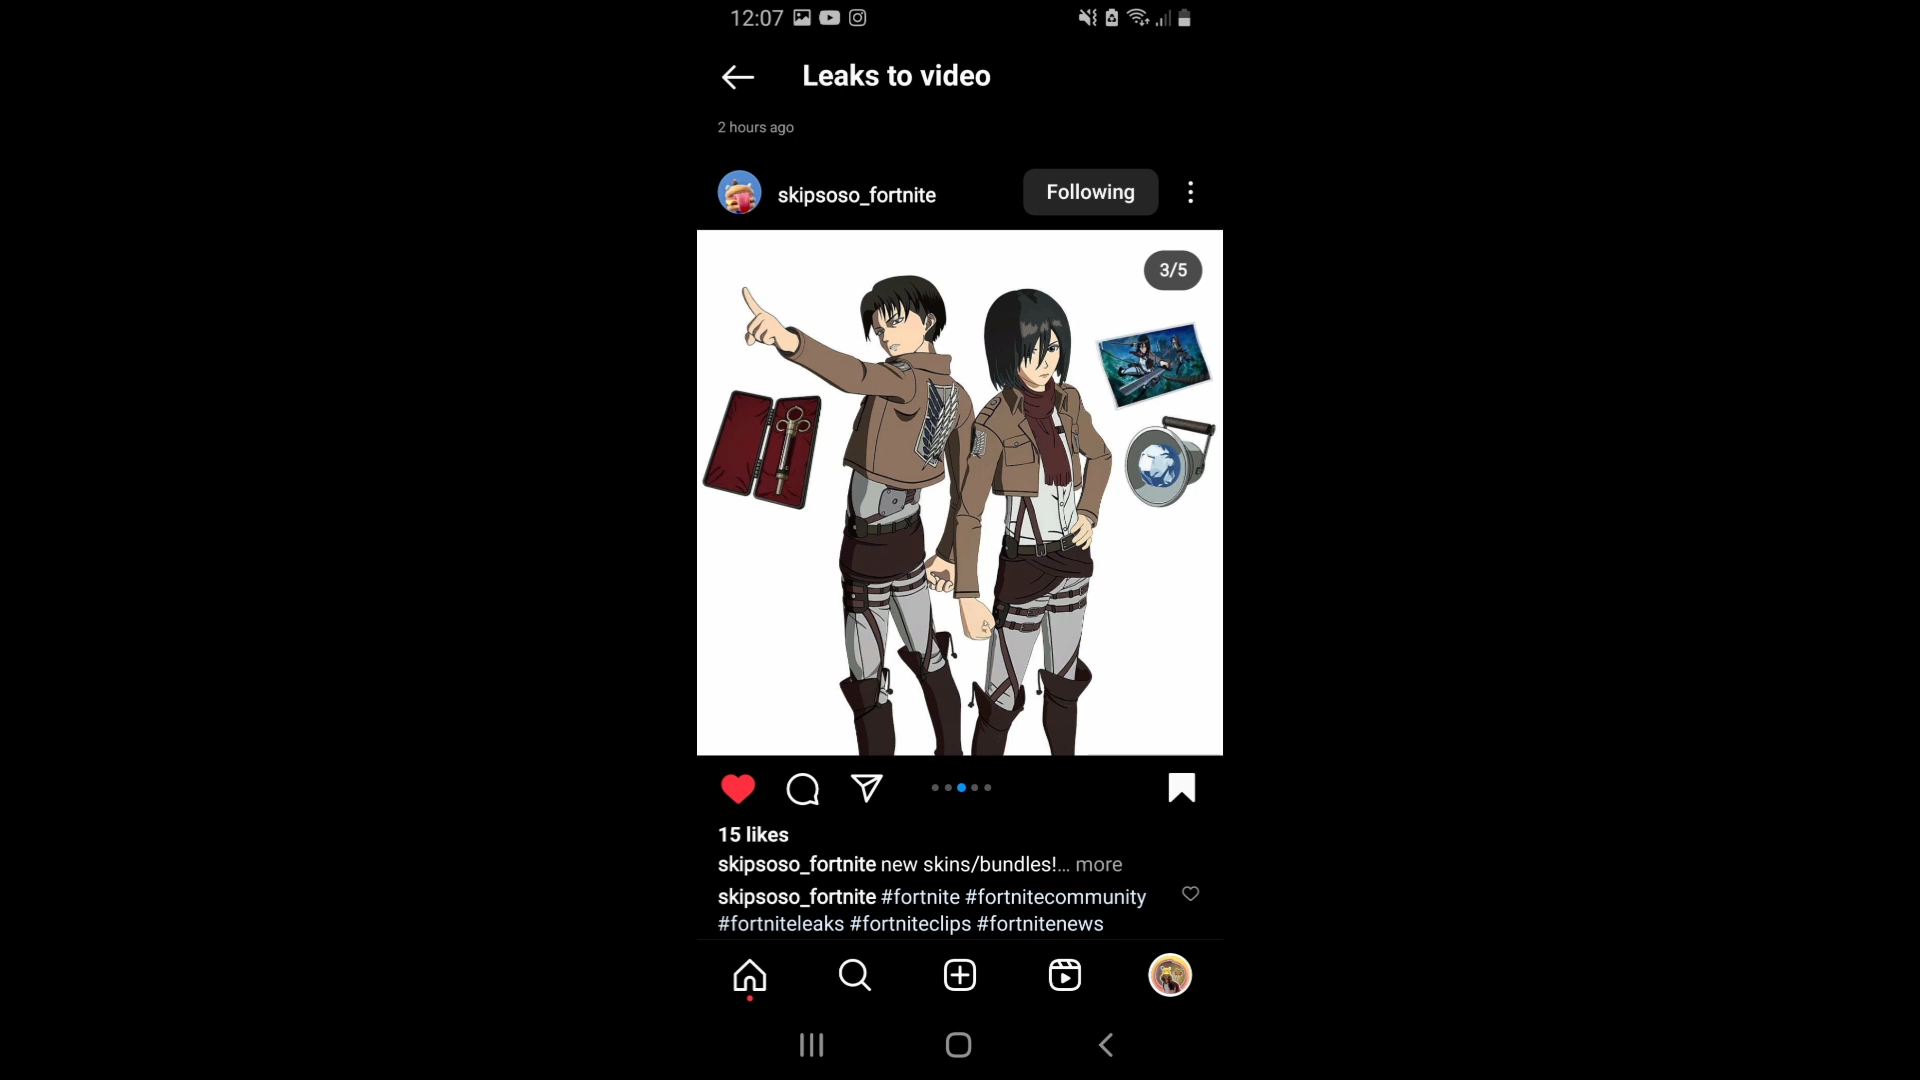 12:07
Leaks to video
2 hours ago
skipsoso_fortnite
Following
3/5
15 likes
skipsoso_fortnite new skins/bundles!... more
skipsoso_fortnite #fortnite #fortnitecommunity
#fortniteleaks #fortniteclips #fortnitenews